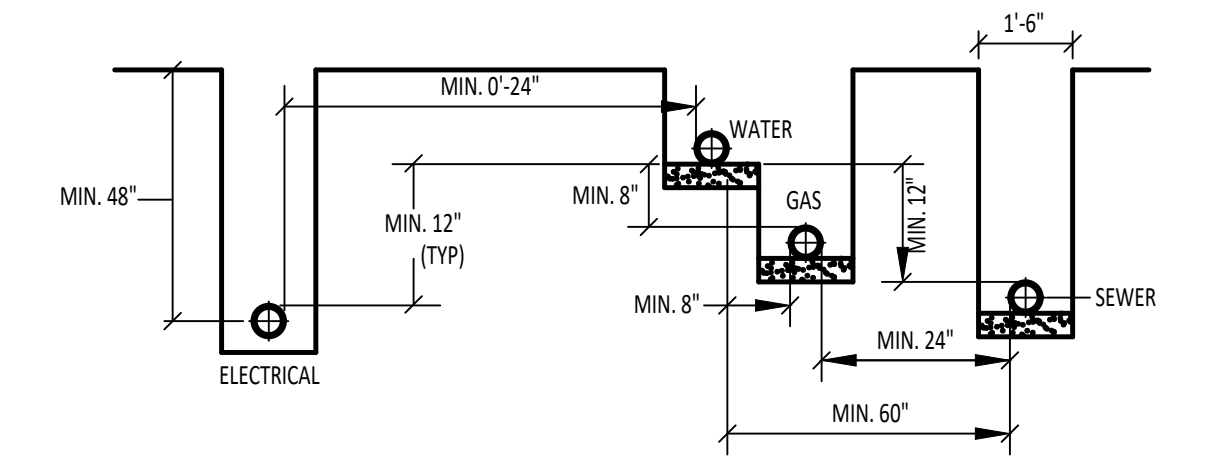 1'-6"
MIN. 0'-24"
WATER
MIN. 48"
MIN. 8"
GAS
MIN. 12"
MIN. 12"
(TYP)
MIN. 8"
SEWER
MIN. 24"
ELECTRICAL
MIN. 60"